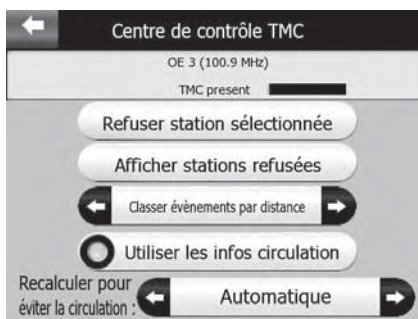 Centre de contrôle TMC
OE 3 (100.9 MHz)
TMC present
Refuser station sélectionnée
Afficher stations refusées
Classer évènements par distance
Utiliser les infos circulation
Recalculer pour
éviter la circulation :
Automatique